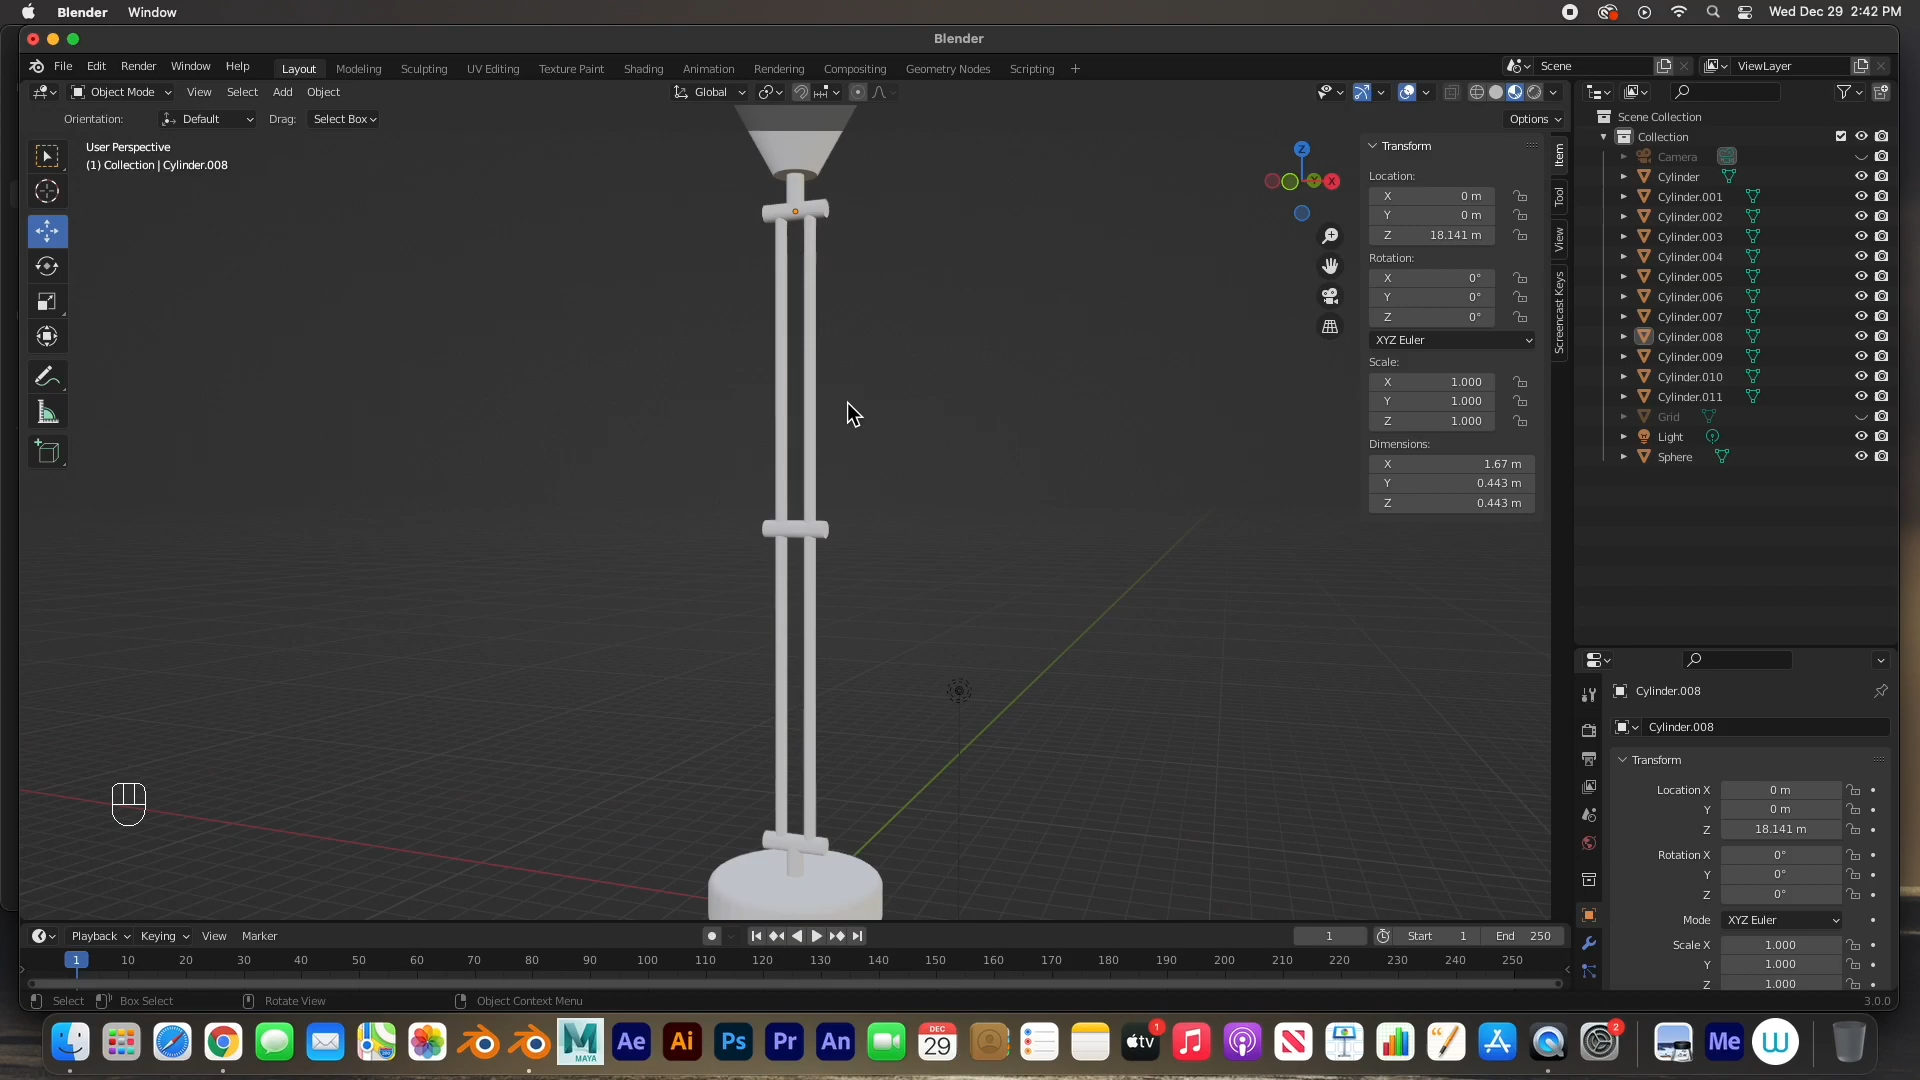 Blender Window Wed Dec 29 2:42 PM
Blender
File Edit Render Window Help Layout Modeling Sculpting UV Editing Texture Paint Shading Animation Rendering Compositing Geometry Nodes Scripting + Scene ViewLayer
Object Mode View Select Add Object Global
Orientation: Default Drag: Select Box Options
User Perspective
(1) Collection | Cylinder.008
Z
X
Y
Transform
Location:
X 0 m
Y 0 m
Z 18.141 m
Rotation:
X 0°
Y 0°
Z 0°
XYZ Euler
Scale:
X 1.000
Y 1.000
Z 1.000
Dimensions:
X 1.67 m
Y 0.443 m
Z 0.443 m
Item
Tool
View
Screencast Keys
Scene Collection
Collection
Camera
Cylinder
Cylinder.001
Cylinder.002
Cylinder.003
Cylinder.004
Cylinder.005
Cylinder.006
Cylinder.007
Cylinder.008
Cylinder.009
Cylinder.010
Cylinder.011
Grid
Light
Sphere
Cylinder.008
Cylinder.008
Transform
Location X 0 m
Y 0 m
Z 18.141 m
Rotation X 0°
Y 0°
Z 0°
Mode XYZ Euler
Scale X 1.000
Y 1.000
Z 1.000
Playback Keying View Marker 1 Start 1 End 250
1 10 20 30 40 50 60 70 80 90 100 110 120 130 140 150 160 170 180 190 200 210 220 230 240 250
Select Box Select Rotate View Object Context Menu 3.0.0
MAYA Ae Ai Ps Pr An DEC 29 tv 1 2 Me W